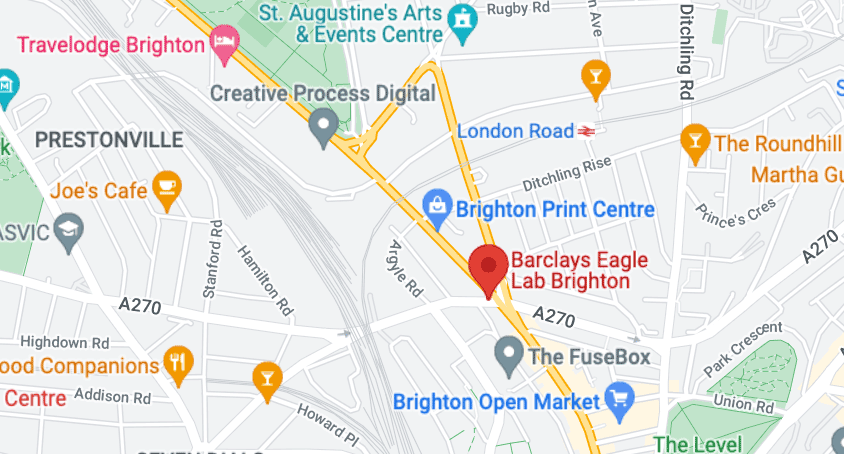 Rugby Rd
St. Augustine's Arts
& Events Centre
Travelodge Brighton
Ditchling Rd
Ave
Creative Process Digital
PRESTONVILLE
London Road
The Roundhill
Ditchling Rise
Martha Gu
Joe's Cafe
Brighton Print Centre
Prince's Cres
ASVIC
Stanford Rd
Hamilton Rd
Argyle Rd
Barclays Eagle
Lab Brighton
A270
A270
A270
Highdown Rd
Park Crescent
The FuseBox
ood Companions
Centre
Addison Rd
Brighton Open Market
Union Rd
Howard Pl
The Level